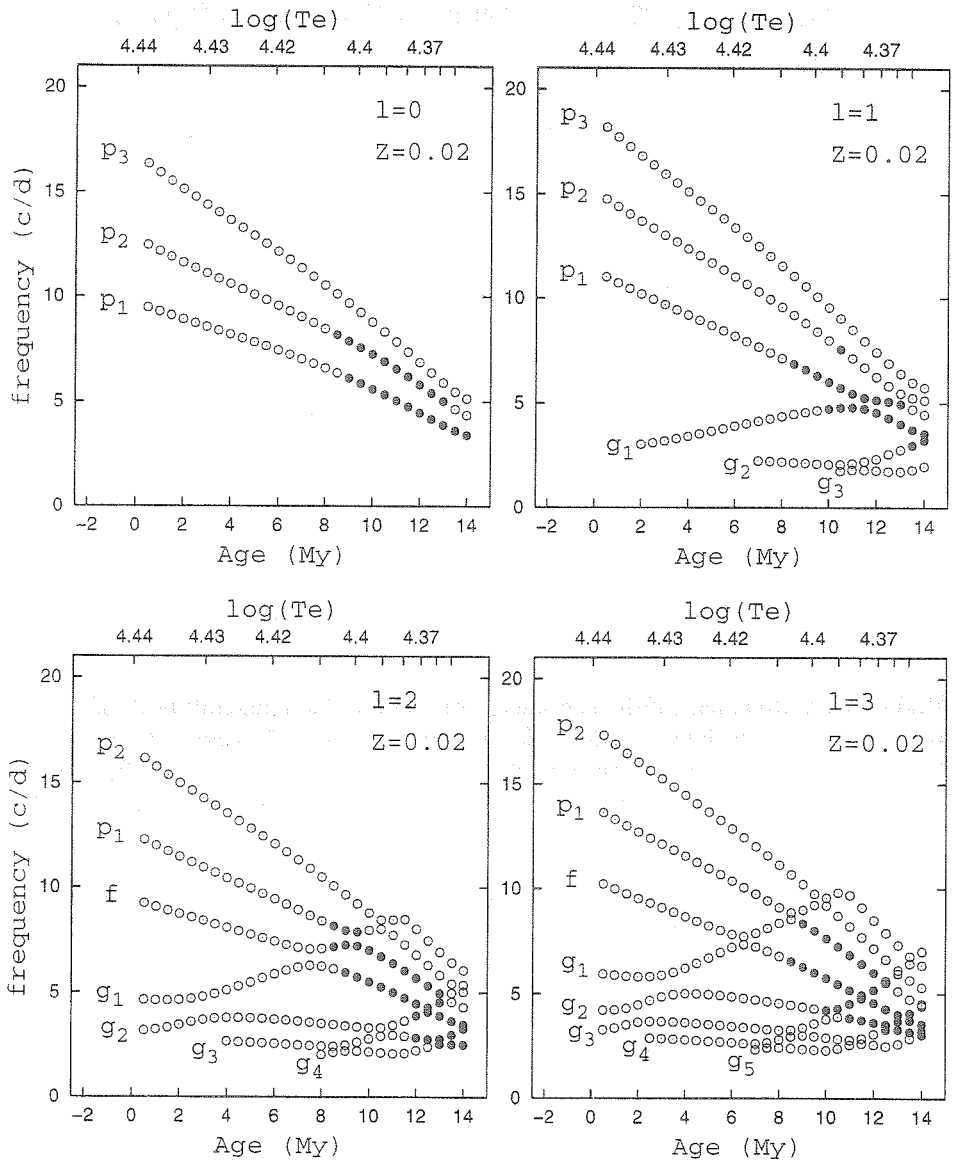 log(Te)
4.44 4.43 4.42 4.4 4.37
20
15
10
5
0
frequency (c/d)
l=0
Z=0.02
p3
p2
p1
-2 0 2 4 6 8 10 12 14
Age (My)
log(Te)
4.44 4.43 4.42 4.4 4.37
20
15
10
5
0
l=1
Z=0.02
p3
p2
p1
g1
g2
g3
-2 0 2 4 6 8 10 12 14
Age (My)
log(Te)
4.44 4.43 4.42 4.4 4.37
20
15
10
5
0
frequency (c/d)
l=2
Z=0.02
p2
p1
f
g1
g2
g3
g4
-2 0 2 4 6 8 10 12 14
Age (My)
log(Te)
4.44 4.43 4.42 4.4 4.37
20
15
10
5
0
l=3
Z=0.02
p2
p1
f
g1
g2
g3
g4
g5
-2 0 2 4 6 8 10 12 14
Age (My)